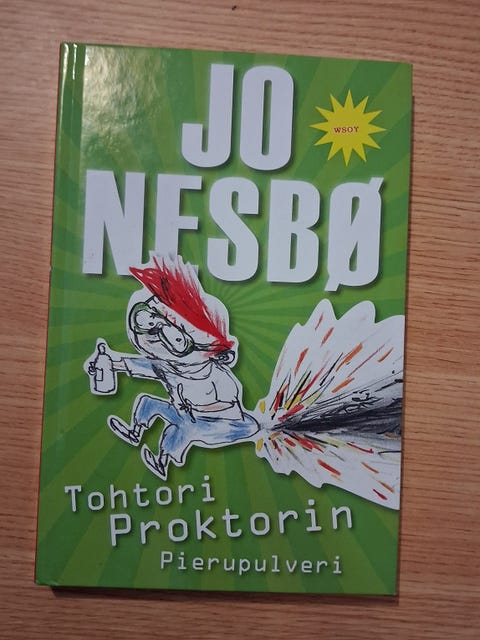 JO
NESBØ
WSOY
Tohtori
Proktorin
Pierupulveri